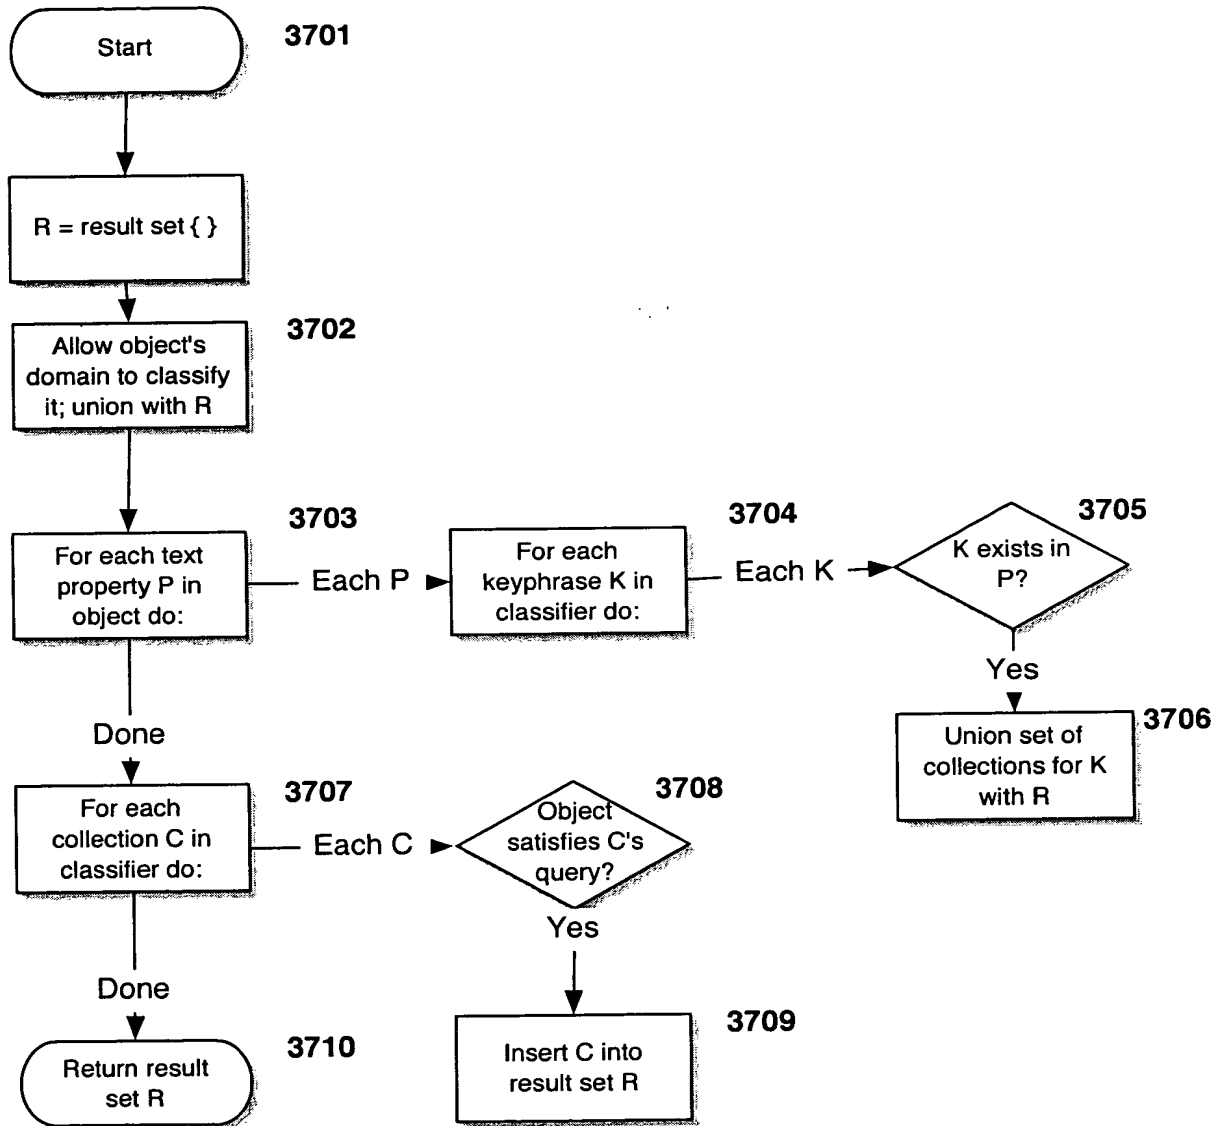 Start
3701
R = result set { }
3702
Allow object's
domain to classify
it; union with R
3703
For each text
property P in
object do:
Each P
3704
For each
keyphrase K in
classifier do:
Each K
3705
K exists in
P?
Yes
3706
Union set of
collections for K
with R
Done
3707
For each
collection C in
classifier do:
Each C
3708
Object
satisfies C's
query?
Yes
3709
Insert C into
result set R
Done
3710
Return result
set R